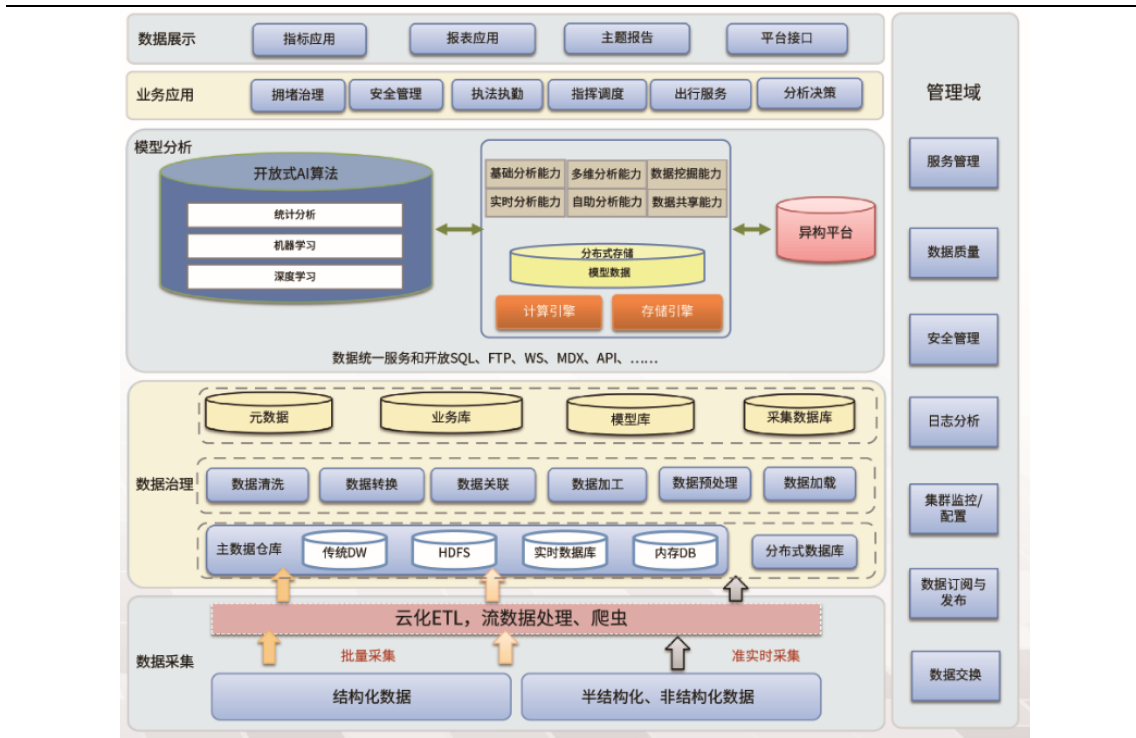 数据展示
指标应用
报表应用
主题报告
平台接口
业务应用
拥堵治理
安全管理
执法执勤
指挥调度
出行服务
分析决策
模型分析
开放式AI算法
统计分析
机器学习
深度学习
基础分析能力
多维分析能力
数据挖掘能力
实时分析能力
自助分析能力
数据共享能力
分布式存储
模型数据
计算引擎
存储引擎
异构平台
数据统一服务和开放SQL、FTP、WS、MDX、API、……
数据治理
元数据
业务库
模型库
采集数据库
数据清洗
数据转换
数据关联
数据加工
数据预处理
数据加载
主数据仓库
传统DW
HDFS
实时数据库
内存DB
分布式数据库
数据采集
云化ETL，流数据处理、爬虫
批量采集
准实时采集
结构化数据
半结构化、非结构化数据
管理域
服务管理
数据质量
安全管理
日志分析
集群监控/
配置
数据订阅与
发布
数据交换